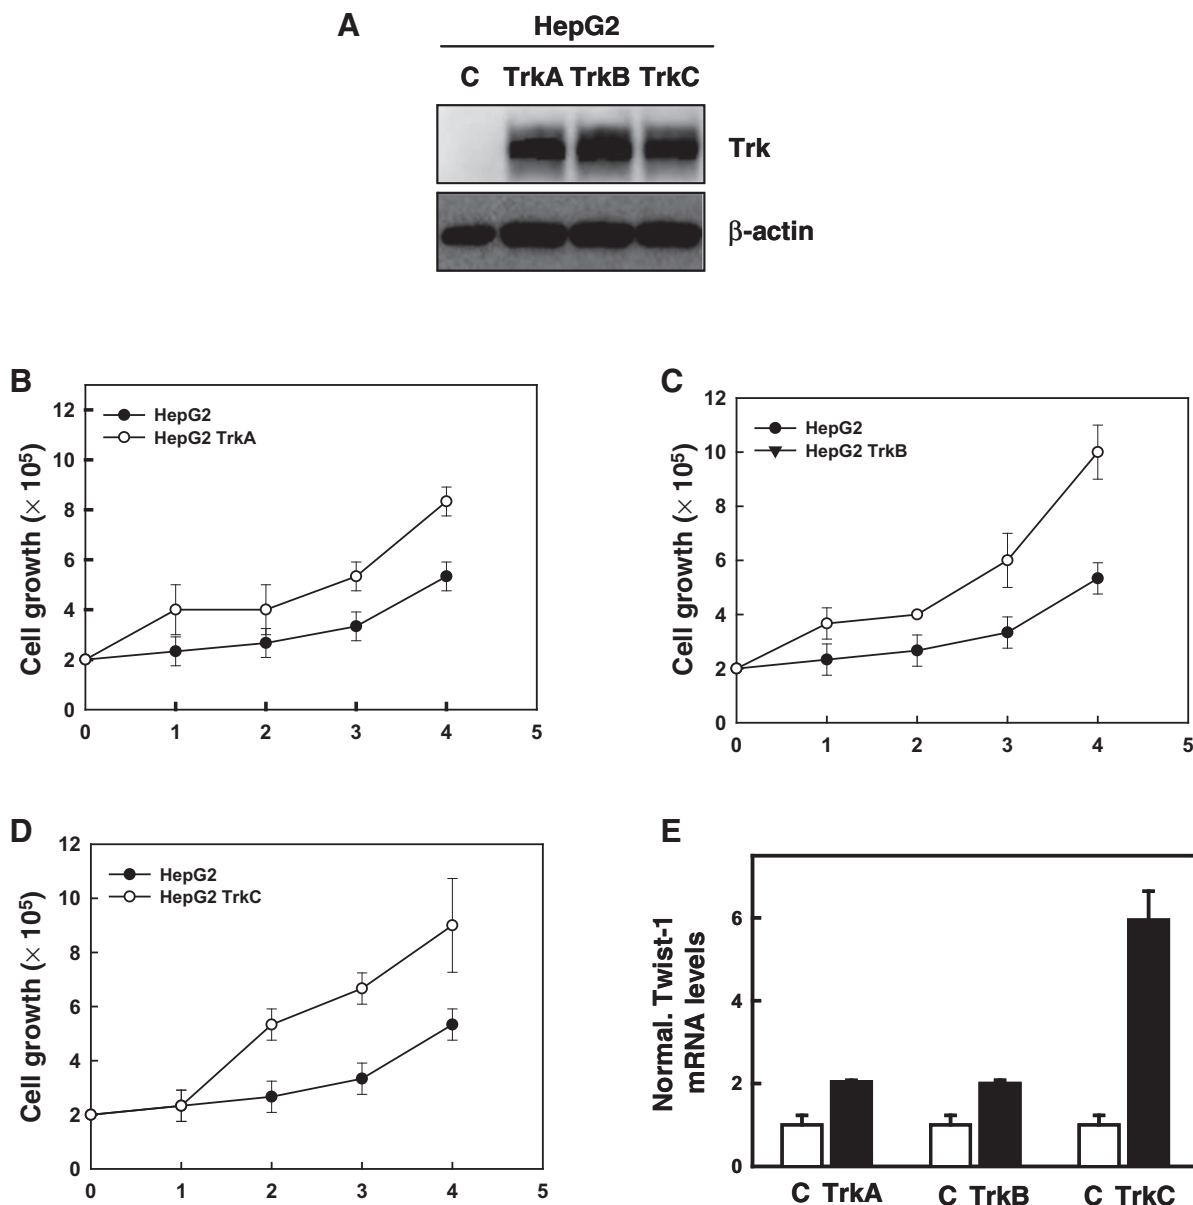 A
HepG2
C TrkA TrkB TrkC
Trk
β-actin
B
HepG2
HepG2 TrkA
Cell growth (× 10⁵)
12
10
8
6
4
2
0
0 1 2 3 4 5
C
HepG2
HepG2 TrkB
Cell growth (× 10⁵)
12
10
8
6
4
2
0
0 1 2 3 4 5
D
HepG2
HepG2 TrkC
Cell growth (× 10⁵)
12
10
8
6
4
2
0
0 1 2 3 4 5
E
Normal. Twist-1
mRNA levels
6
4
2
0
C TrkA C TrkB C TrkC